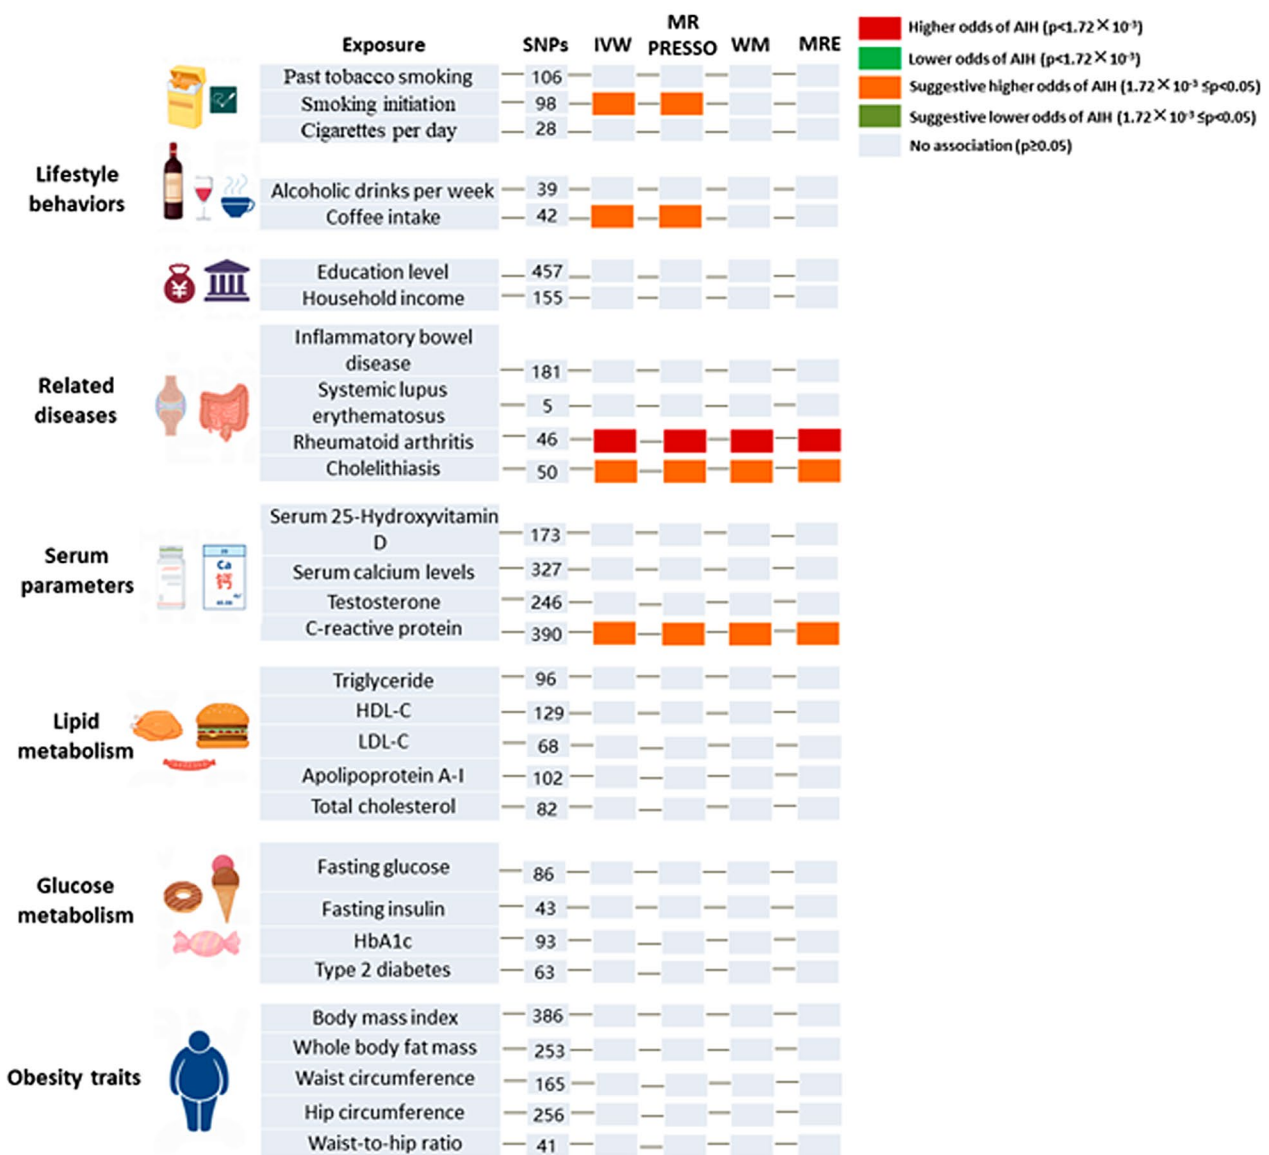 Exposure SNPs IVW MR PRESSO WM MRE
Higher odds of AIH (p<1.72×10⁻³)
Lower odds of AIH (p<1.72×10⁻³)
Suggestive higher odds of AIH (1.72×10⁻³ ≤p<0.05)
Suggestive lower odds of AIH (1.72×10⁻³ ≤p<0.05)
No association (p≥0.05)
Lifestyle
behaviors
Past tobacco smoking 106
Smoking initiation 98
Cigarettes per day 28
Alcoholic drinks per week 39
Coffee intake 42
¥
Education level 457
Household income 155
Related
diseases
Inflammatory bowel
disease 181
Systemic lupus
erythematosus 5
Rheumatoid arthritis 46
Cholelithiasis 50
Serum
parameters
Ca
钙
Serum 25-Hydroxyvitamin
D 173
Serum calcium levels 327
Testosterone 246
C-reactive protein 390
Lipid
metabolism
Triglyceride 96
HDL-C 129
LDL-C 68
Apolipoprotein A-I 102
Total cholesterol 82
Glucose
metabolism
Fasting glucose 86
Fasting insulin 43
HbA1c 93
Type 2 diabetes 63
Obesity traits
Body mass index 386
Whole body fat mass 253
Waist circumference 165
Hip circumference 256
Waist-to-hip ratio 41